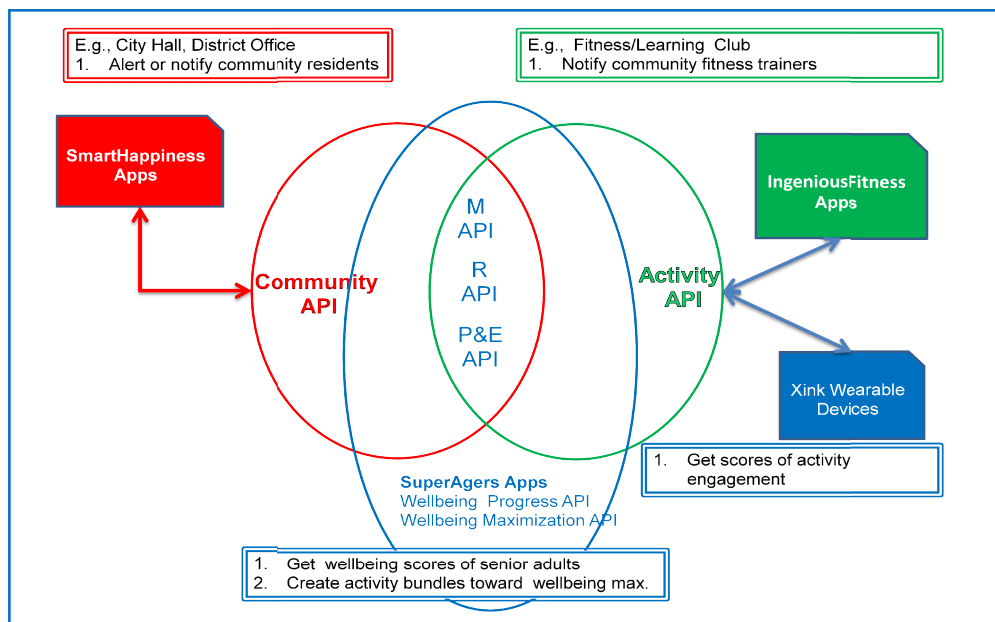 E.g., City Hall, District Office
1. Alert or notify community residents
E.g., Fitness/Learning Club
1. Notify community fitness trainers
SmartHappiness
Apps
IngeniousFitness
Apps
M
API
R
API
P&E
API
Community
API
Activity
API
Xink Wearable
Devices
1. Get scores of activity
engagement
SuperAgers Apps
Wellbeing Progress API
Wellbeing Maximization API
1. Get wellbeing scores of senior adults
2. Create activity bundles toward wellbeing max.